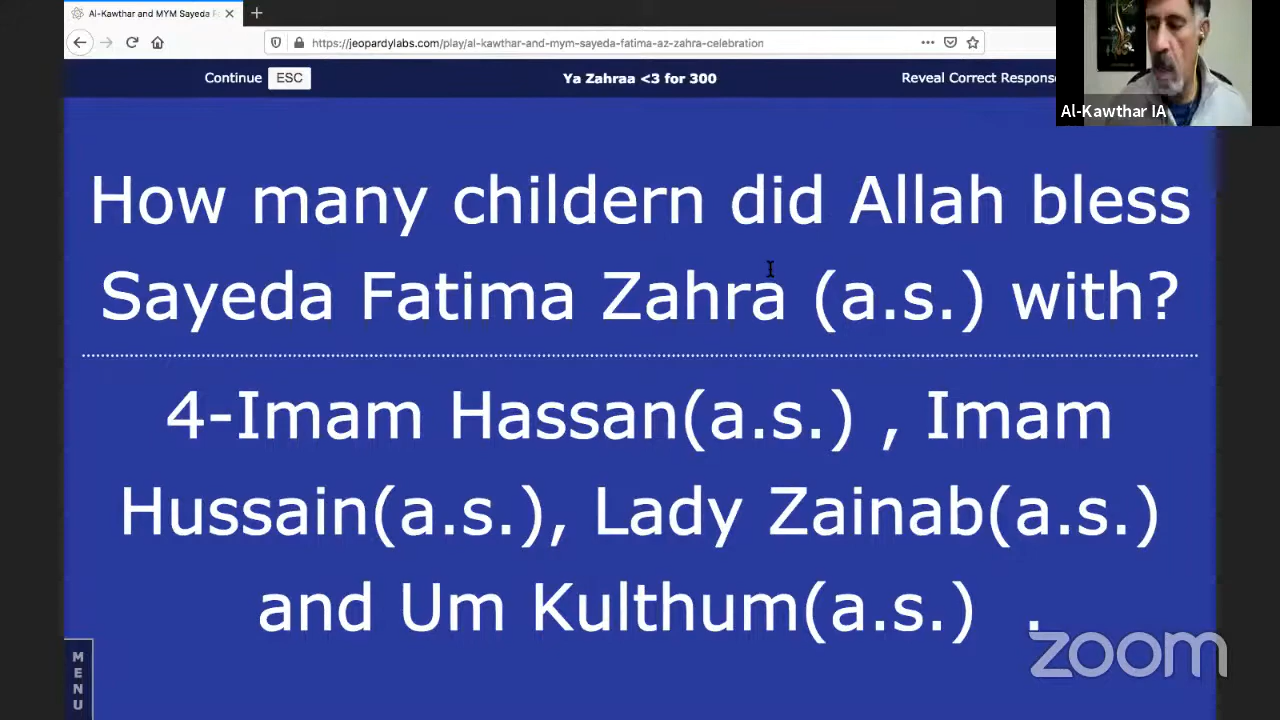 Al-Kawthar and MYM Sayeda F
https://jeopardylabs.com/play/al-kawthar-and-mym-sayeda-fatima-az-zahra-celebration
Continue ESC
Ya Zahraa <3 for 300
Reveal Correct Response
Al-Kawthar IA
How many childern did Allah bless
Sayeda Fatima Zahra (a.s.) with?
4-Imam Hassan(a.s.) , Imam
Hussain(a.s.), Lady Zainab(a.s.)
and Um Kulthum(a.s.) .
MENU
zoom